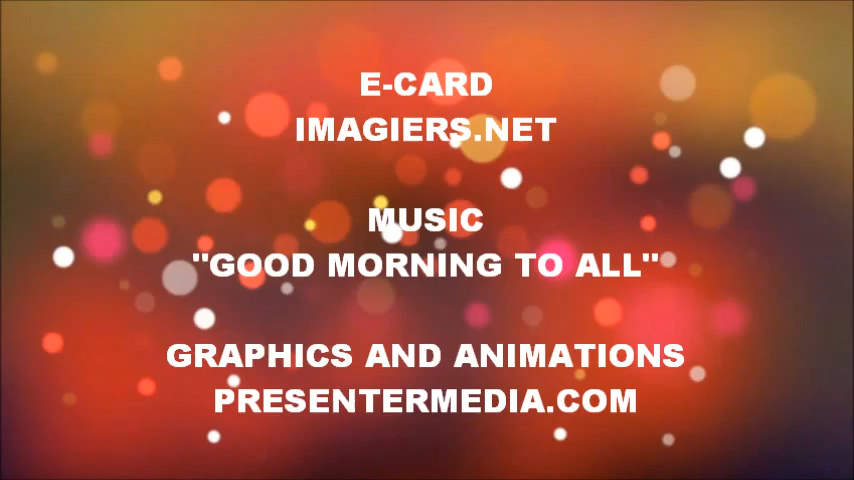 E-CARD
IMAGIERS.NET
MUSIC
"GOOD MORNING TO ALL"
GRAPHICS AND ANIMATIONS
PRESENTERMEDIA.COM